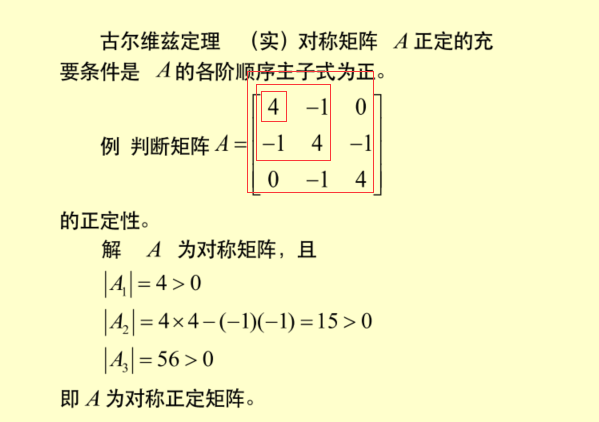 古尔维兹定理 （实）对称矩阵 A 正定的充
要条件是 A 的各阶顺序主子式为正。
例 判断矩阵 A = [ 4 −1 0
−1 4 −1
0 −1 4 ]
的正定性。
解 A 为对称矩阵，且
|A₁| = 4 > 0
|A₂| = 4×4−(−1)(−1) = 15 > 0
|A₃| = 56 > 0
即 A 为对称正定矩阵。